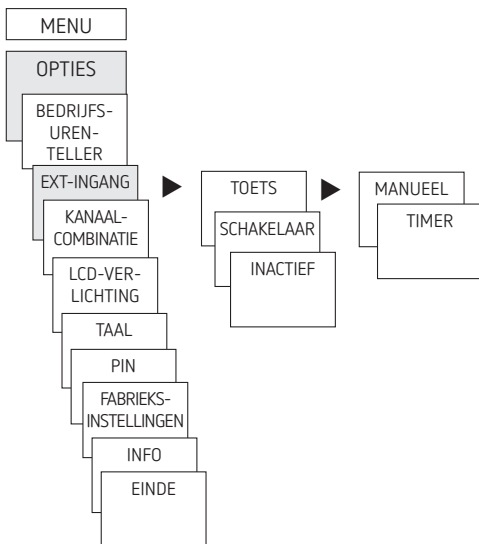 MENU
OPTIES
BEDRIJFS-
UREN-
TELLER
EXT-INGANG
KANAAL-
COMBINATIE
LCD-VER-
LICHTING
TAAL
PIN
FABRIEKS-
INSTELLINGEN
INFO
EINDE
TOETS
SCHAKELAAR
INACTIEF
MANUEEL
TIMER